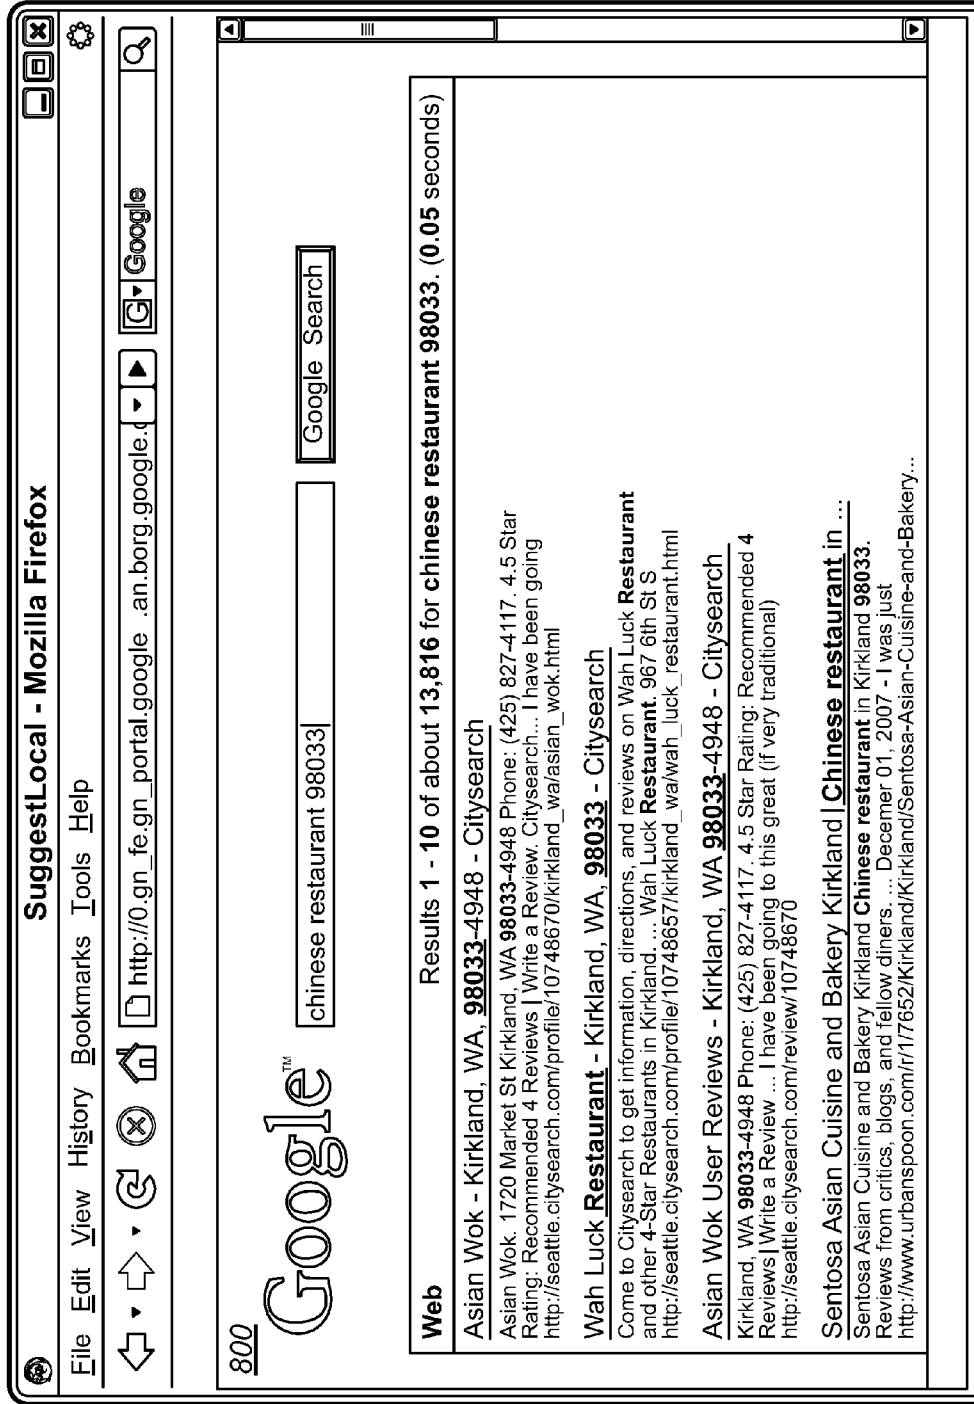 SuggestLocal - Mozilla Firefox
File Edit View History Bookmarks Tools Help
http://0.gn_fe.gn_portal.google .an.borg.google.c G Google
800
Google™ chinese restaurant 98033 Google Search
Web Results 1 - 10 of about 13,816 for chinese restaurant 98033. (0.05 seconds)
Asian Wok - Kirkland, WA, 98033-4948 - Citysearch
Asian Wok. 1720 Market St Kirkland, WA 98033-4948 Phone: (425) 827-4117. 4.5 Star
Rating: Recommended 4 Reviews | Write a Review. Citysearch... I have been going
http://seattle.citysearch.com/profile/10748670/kirkland_wa/asian_wok.html
Wah Luck Restaurant - Kirkland, WA, 98033 - Citysearch
Come to Citysearch to get information, directions, and reviews on Wah Luck Restaurant
and other 4-Star Restaurants in Kirkland. ... Wah Luck Restaurant. 967 6th St S
http://seattle.citysearch.com/profile/10748657/kirkland_wa/wah_luck_restaurant.html
Asian Wok User Reviews - Kirkland, WA 98033-4948 - Citysearch
Kirkland, WA 98033-4948 Phone: (425) 827-4117. 4.5 Star Rating: Recommended 4
Reviews | Write a Review ... I have been going to this great (if very traditional)
http://seattle.citysearch.com/review/10748670
Sentosa Asian Cuisine and Bakery Kirkland | Chinese restaurant in ...
Sentosa Asian Cuisine and Bakery Kirkland Chinese restaurant in Kirkland 98033.
Reviews from critics, blogs, and fellow diners. ... Decemer 01, 2007 - I was just
http://www.urbanspoon.com/r/1/7652/Kirkland/Kirkland/Sentosa-Asian-Cuisine-and-Bakery...